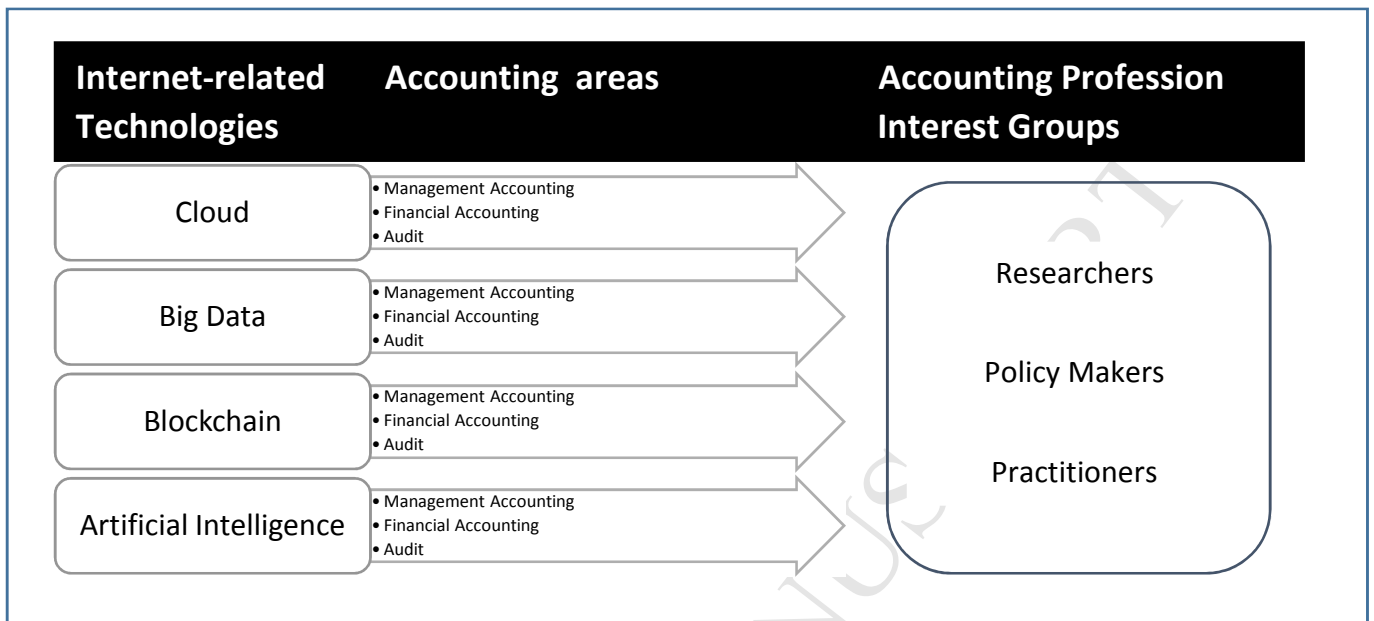 Internet-related Technologies
Accounting  areas
Accounting Profession Interest Groups
Cloud
• Management Accounting
• Financial Accounting
• Audit
Big Data
• Management Accounting
• Financial Accounting
• Audit
Blockchain
• Management Accounting
• Financial Accounting
• Audit
Artificial Intelligence
• Management Accounting
• Financial Accounting
• Audit
Researchers
Policy Makers
Practitioners